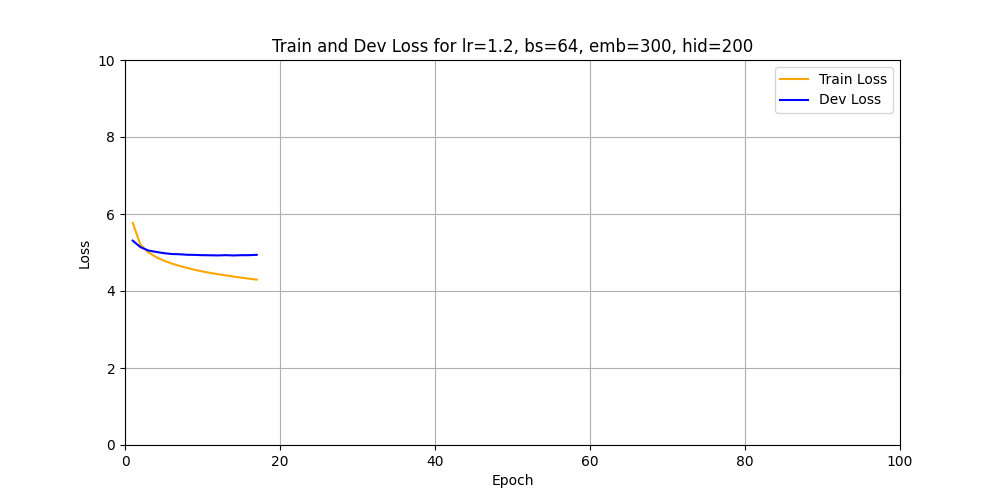 Train and Dev Loss for lr=1.2, bs=64, emb=300, hid=200
Train Loss
Dev Loss
Loss
10
8
6
4
2
0
0 20 40 60 80 100
Epoch